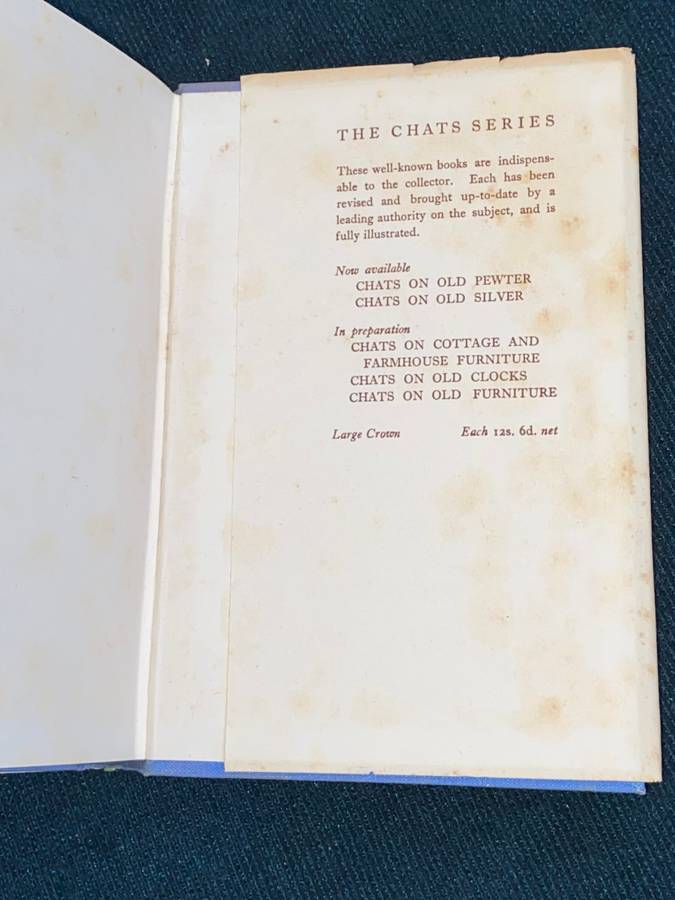 THE CHATS SERIES
These well-known books are indispens-
able to the collector. Each has been
revised and brought up-to-date by a
leading authority on the subject, and is
fully illustrated.
Now available
CHATS ON OLD PEWTER
CHATS ON OLD SILVER
In preparation
CHATS ON COTTAGE AND
FARMHOUSE FURNITURE
CHATS ON OLD CLOCKS
CHATS ON OLD FURNITURE
Large Crown Each 12s. 6d. net